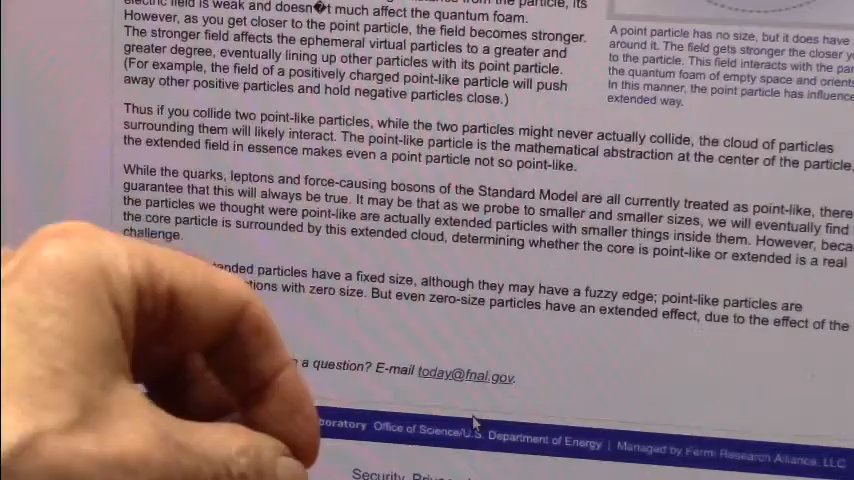 electric field is weak and doesn�t much affect the quantum foam.
However, as you get closer to the point particle, the field becomes stronger.
The stronger field affects the ephemeral virtual particles to a greater and
greater degree, eventually lining up other particles with its point particle.
(For example, the field of a positively charged point-like particle will push
away other positive particles and hold negative particles close.)
A point particle has no size, but it does have
around it. The field gets stronger the closer
to the particle. This field interacts with the
the quantum foam of empty space and
In this manner, the point particle has
extended way.
Thus if you collide two point-like particles, while the two particles might never actually collide, the cloud of particles
surrounding them will likely interact. The point-like particle is the mathematical abstraction at the center of the particle,
the extended field in essence makes even a point particle not so point-like.
While the quarks, leptons and force-causing bosons of the Standard Model are all currently treated as point-like, there
guarantee that this will always be true. It may be that as we probe to smaller and smaller sizes, we will eventually find
the particles we thought were point-like are actually extended particles with smaller things inside them. However,
the core particle is surrounded by this extended cloud, determining whether the core is point-like or extended is a real
challenge.
particles have a fixed size, although they may have a fuzzy edge; point-like particles are
with zero size. But even zero-size particles have an extended effect, due to the effect of the
a question? E-mail today@fnal.gov.
Office of Science/U.S. Department of Energy | Managed by Fermi Research Alliance, LLC
Security,